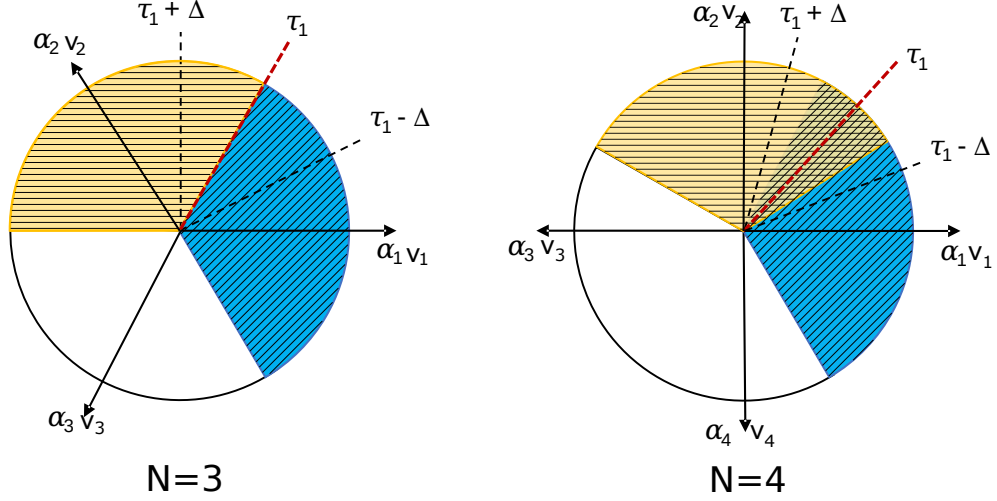 τ₁ + Δ
τ₁
α₂ v₂
τ₁ - Δ
α₁ v₁
α₃ v₃
N=3
α₂ v₂
τ₁ + Δ
τ₁
τ₁ - Δ
α₃ v₃
α₁ v₁
α₄ v₄
N=4